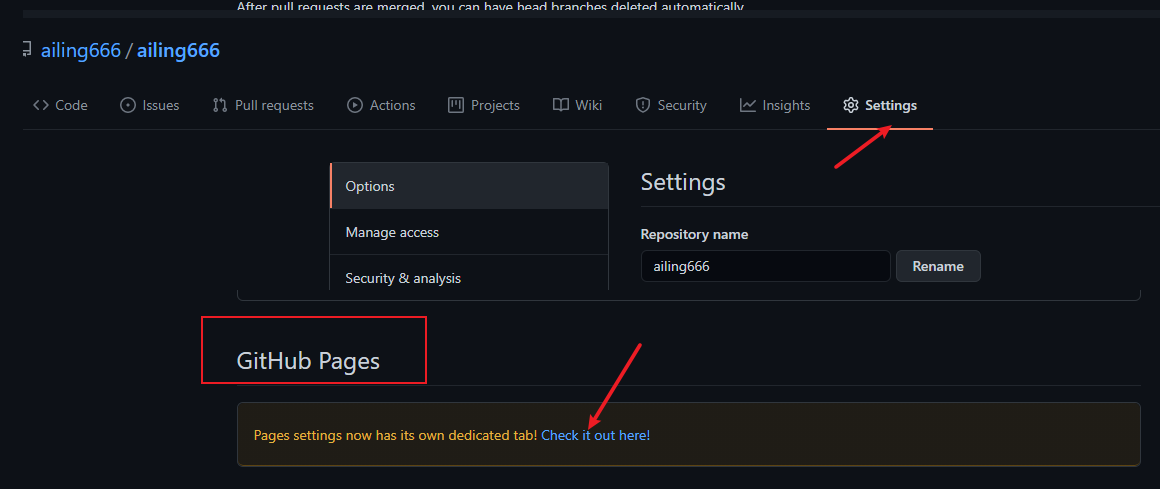 After pull requests are merged, you can have head branches deleted automatically.
ailing666 / ailing666
Code Issues Pull requests Actions Projects Wiki Security Insights Settings
Options
Manage access
Security & analysis
Settings
Repository name
ailing666 Rename
GitHub Pages
Pages settings now has its own dedicated tab! Check it out here!